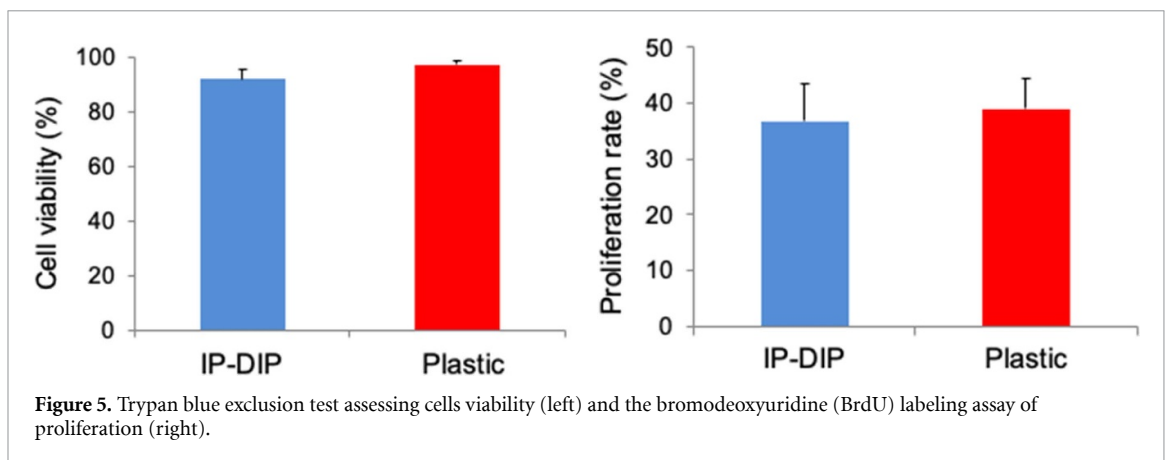 Cell viability (%)
100
80
60
40
20
0
IP-DIP Plastic
Proliferation rate (%)
50
40
30
20
10
0
IP-DIP Plastic
Figure 5. Trypan blue exclusion test assessing cells viability (left) and the bromodeoxyuridine (BrdU) labeling assay of
proliferation (right).